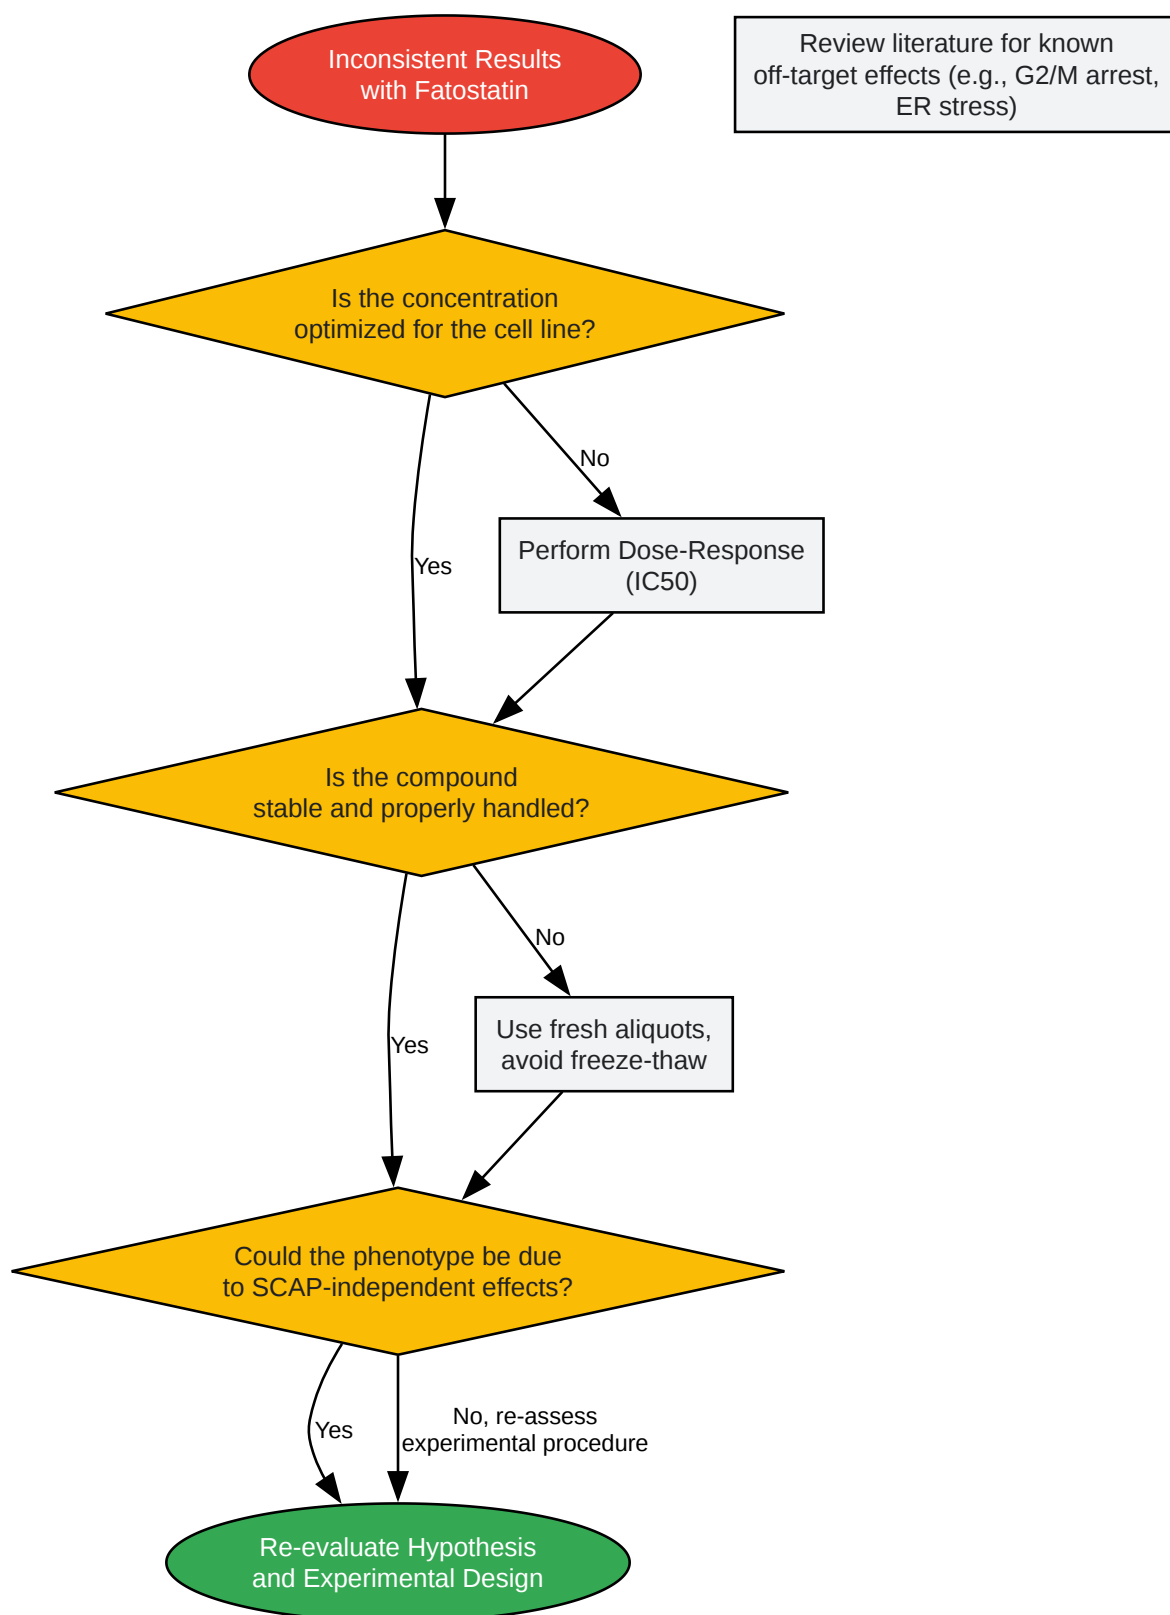 Inconsistent Results
with Fatostatin
Review literature for known
off-target effects (e.g., G2/M arrest,
ER stress)
Is the concentration
optimized for the cell line?
No
Perform Dose-Response
(IC50)
Yes
Is the compound
stable and properly handled?
No
Use fresh aliquots,
avoid freeze-thaw
Yes
Could the phenotype be due
to SCAP-independent effects?
Yes
No, re-assess
experimental procedure
Re-evaluate Hypothesis
and Experimental Design